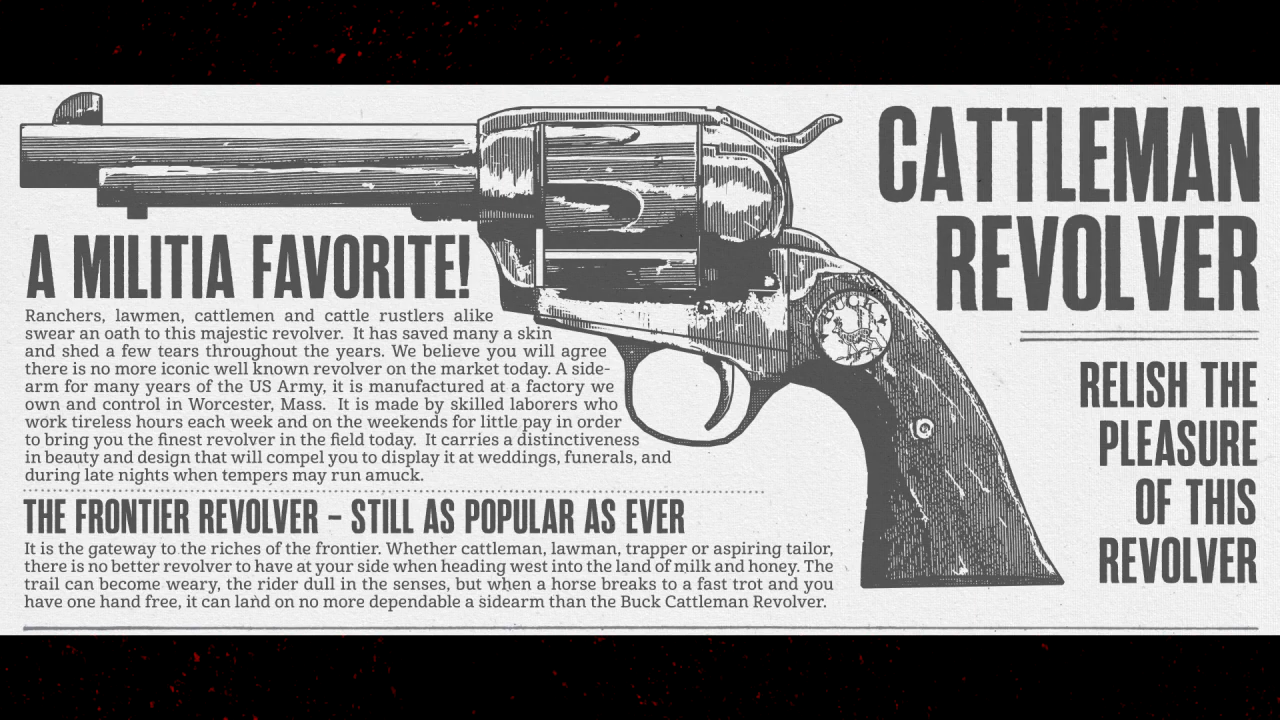 CATTLEMAN
REVOLVER
A MILITIA FAVORITE!
Ranchers, lawmen, cattlemen and cattle rustlers alike
swear an oath to this majestic revolver. It has saved many a skin
and shed a few tears throughout the years. We believe you will agree
there is no more iconic well known revolver on the market today. A side-
arm for many years of the US Army, it is manufactured at a factory we
own and control in Worcester, Mass. It is made by skilled laborers who
work tireless hours each week and on the weekends for little pay in order
to bring you the finest revolver in the field today. It carries a distinctiveness
in beauty and design that will compel you to display it at weddings, funerals, and
during late nights when tempers may run amuck.
THE FRONTIER REVOLVER – STILL AS POPULAR AS EVER
It is the gateway to the riches of the frontier. Whether cattleman, lawman, trapper or aspiring tailor,
there is no better revolver to have at your side when heading west into the land of milk and honey. The
trail can become weary, the rider dull in the senses, but when a horse breaks to a fast trot and you
have one hand free, it can land on no more dependable a sidearm than the Buck Cattleman Revolver.
RELISH THE
PLEASURE
OF THIS
REVOLVER